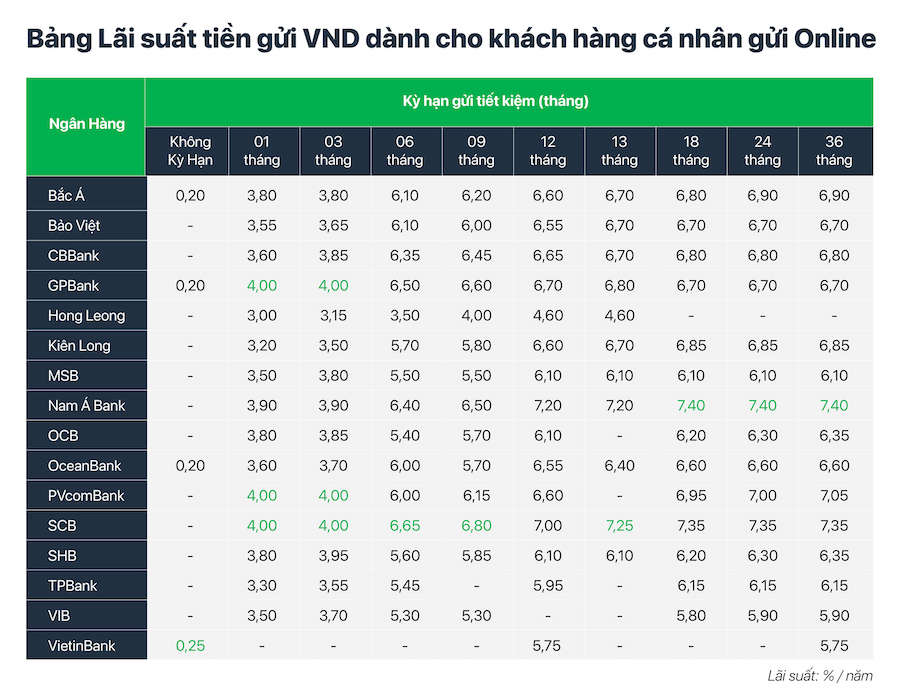 Bảng Lãi suất tiền gửi VND dành cho khách hàng cá nhân gửi Online
Ngân Hàng
Kỳ hạn gửi tiết kiệm (tháng)
Không Kỳ Hạn 01 tháng 03 tháng 06 tháng 09 tháng 12 tháng 13 tháng 18 tháng 24 tháng 36 tháng
Bắc Á 0,20 3,80 3,80 6,10 6,20 6,60 6,70 6,80 6,90 6,90
Bảo Việt - 3,55 3,65 6,10 6,00 6,55 6,70 6,70 6,70 6,70
CBBank - 3,60 3,85 6,35 6,45 6,65 6,70 6,80 6,80 6,80
GPBank 0,20 4,00 4,00 6,50 6,60 6,70 6,80 6,70 6,70 6,70
Hong Leong - 3,00 3,15 3,50 4,00 4,60 4,60 - - -
Kiên Long - 3,20 3,50 5,70 5,80 6,60 6,70 6,85 6,85 6,85
MSB - 3,50 3,80 5,50 5,50 6,10 6,10 6,10 6,10 6,10
Nam Á Bank - 3,90 3,90 6,40 6,50 7,20 7,20 7,40 7,40 7,40
OCB - 3,80 3,85 5,40 5,70 6,10 - 6,20 6,30 6,35
OceanBank 0,20 3,60 3,70 6,00 5,70 6,55 6,40 6,60 6,60 6,60
PVcomBank - 4,00 4,00 6,00 6,15 6,60 - 6,95 7,00 7,05
SCB - 4,00 4,00 6,65 6,80 7,00 7,25 7,35 7,35 7,35
SHB - 3,80 3,95 5,60 5,85 6,10 6,10 6,20 6,30 6,35
TPBank - 3,30 3,55 5,45 - 5,95 - 6,15 6,15 6,15
VIB - 3,50 3,70 5,30 5,30 - - 5,80 5,90 5,90
VietinBank 0,25 - - - - 5,75 - - - 5,75
Lãi suất: % / năm